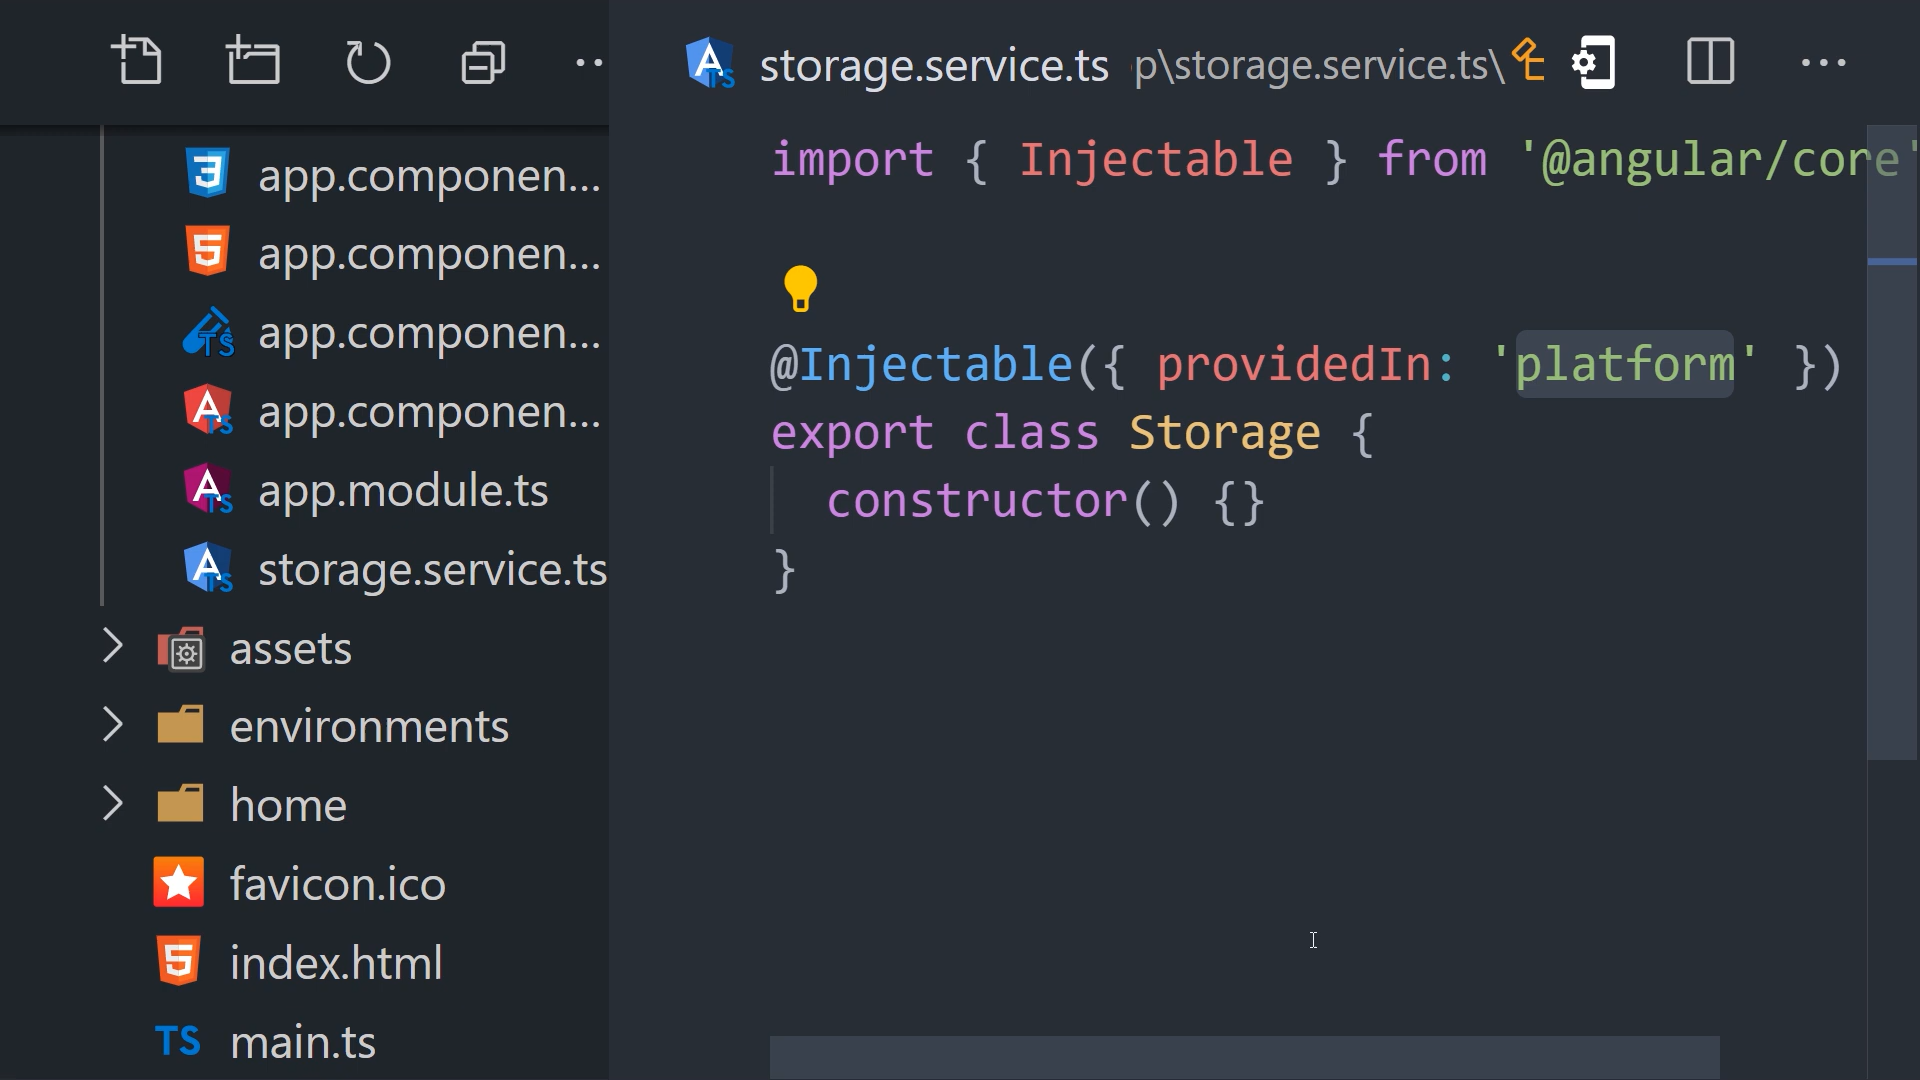 storage.service.ts p\storage.service.ts\
app.componen...
app.componen...
app.componen...
app.componen...
app.module.ts
storage.service.ts
assets
environments
home
favicon.ico
index.html
TS main.ts
import { Injectable } from '@angular/core'
@Injectable({ providedIn: 'platform' })
export class Storage {
constructor() {}
}